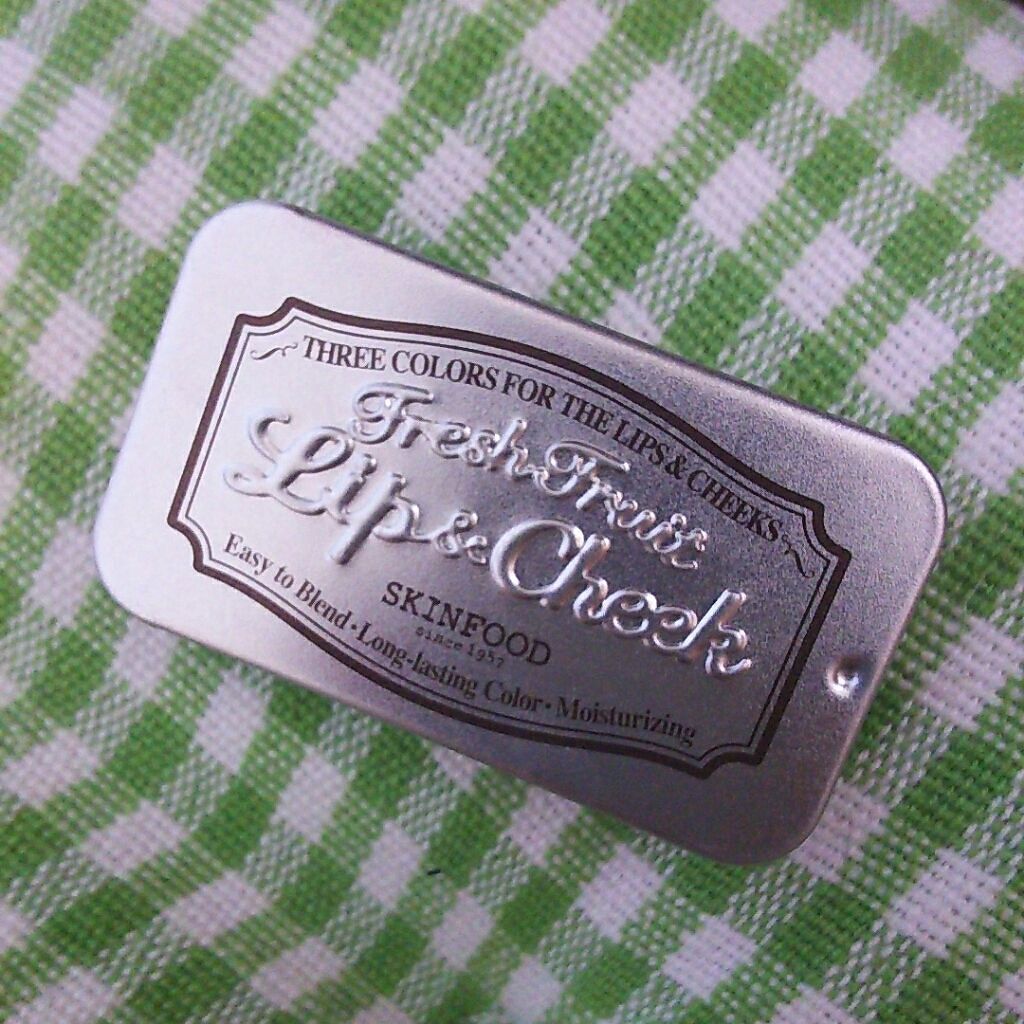 THREE COLORS FOR THE LIPS & CHEEKS
Fresh Fruit
Lip & Cheek
SKINFOOD
since 1957
Easy to Blend · Long-lasting Color · Moisturizing